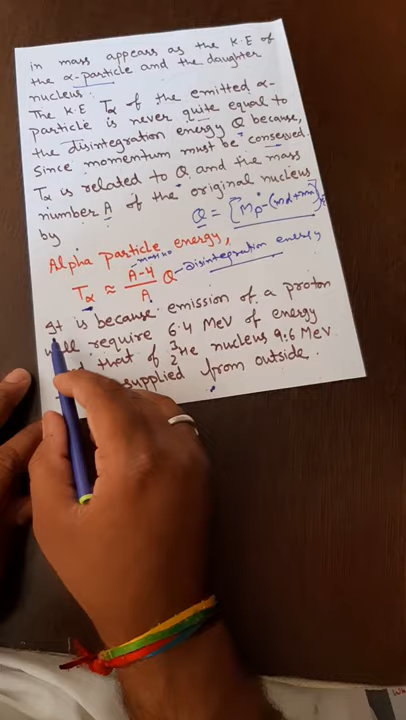 in mass appears as the K.E of
the α-particle and the daughter
nucleus.
The K.E Tα of the emitted α-
particle is never quite equal to
the disintegration energy Q because,
Since momentum must be conserved.
Tα is related to Q and the mass
number A of the original nucleus
by
Q = [Mp-(md+mα)]
Alpha particle energy,
Tα ≈ A-4/A Q - disintegration energy
It is because emission of a proton
will require 6.4 MeV of energy
that of ³₂He nucleus 9.6 MeV
supplied from outside.